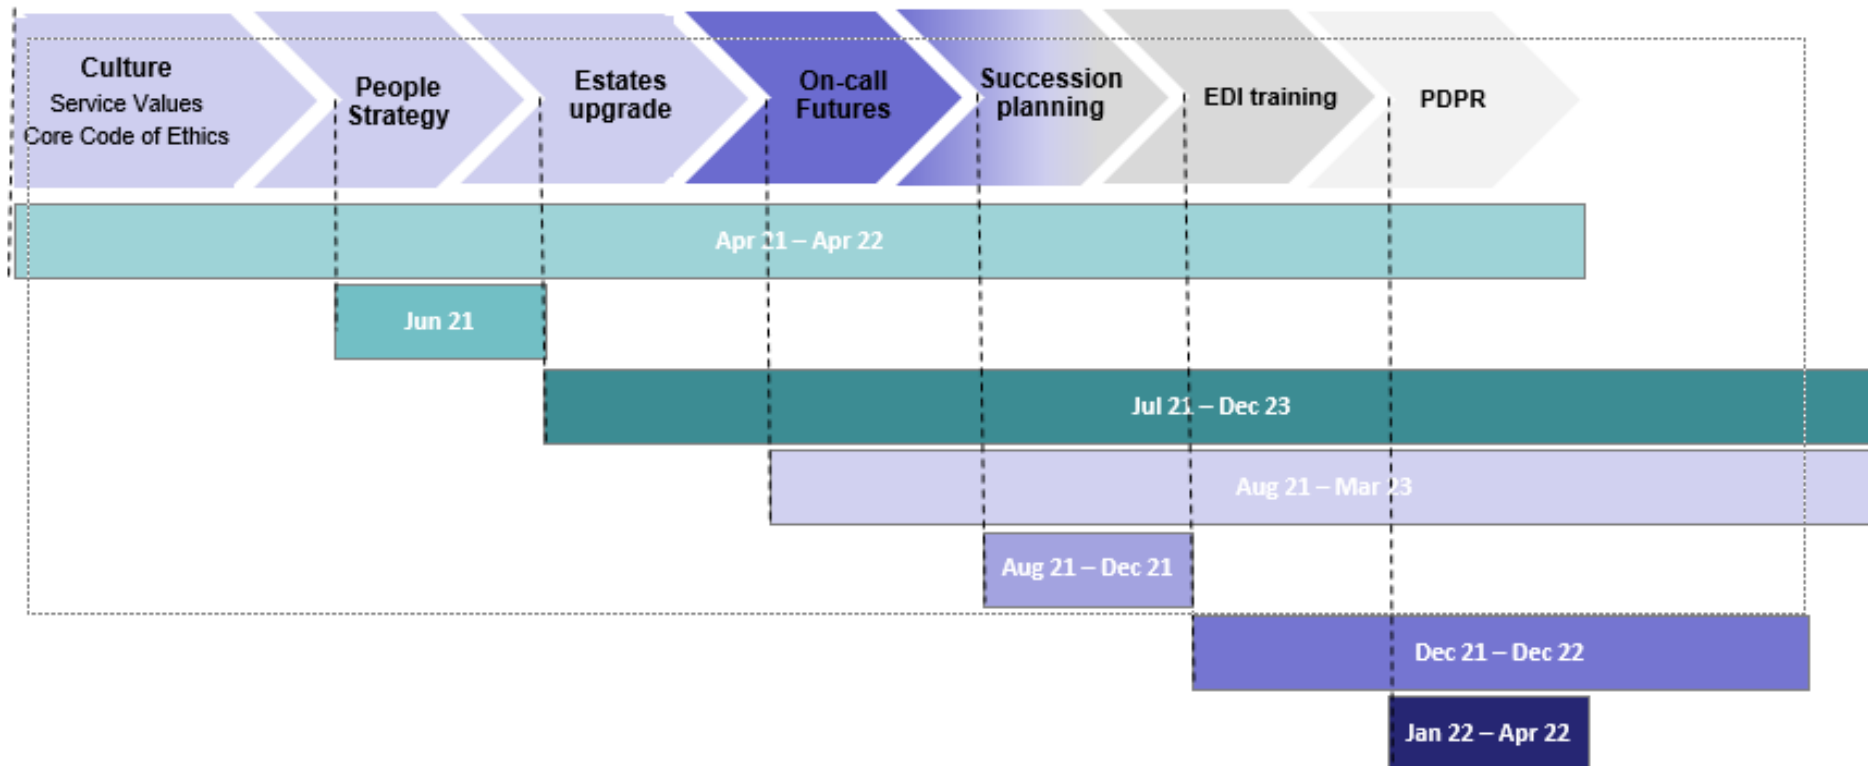 Culture
Service Values
Core Code of Ethics
People
Strategy
Estates
upgrade
On-call
Futures
Succession
planning
EDI training
PDPR
Apr 21 – Apr 22
Jun 21
Jul 21 – Dec 23
Aug 21 – Mar 23
Aug 21 – Dec 21
Dec 21 – Dec 22
Jan 22 – Apr 22